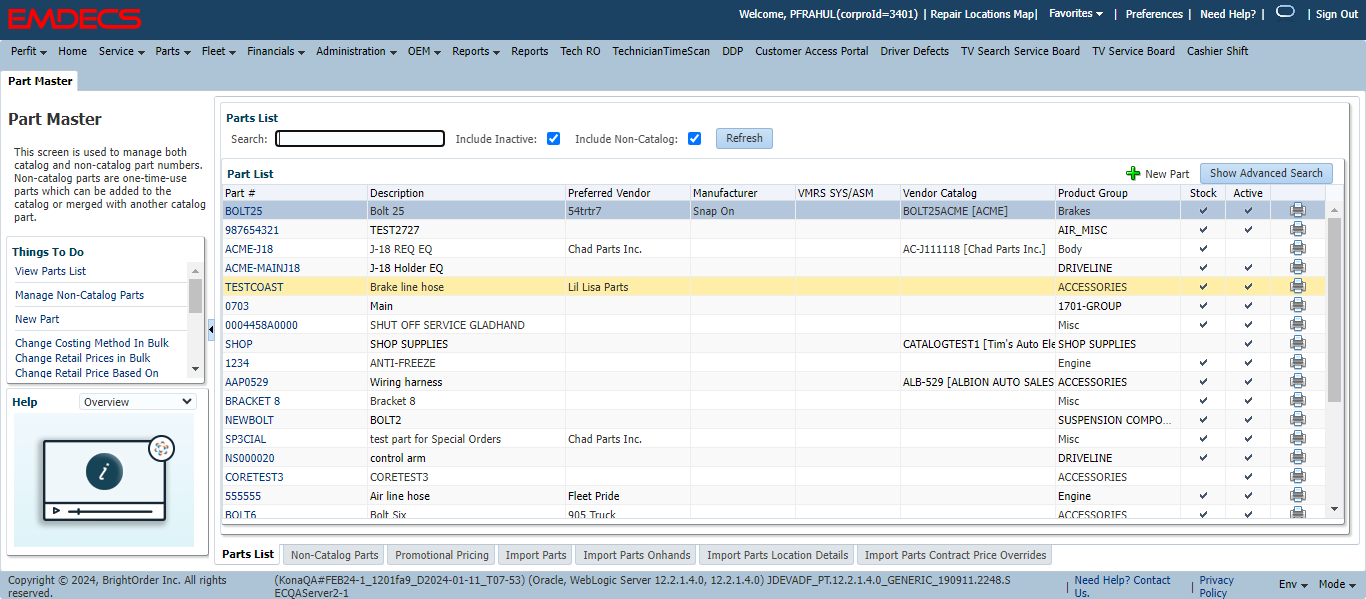 EMDECS
Welcome, PFRAHUL(corproId=3401) | Repair Locations Map| Favorites | Preferences | Need Help? | | Sign Out
Perfit Home Service Parts Fleet Financials Administration OEM Reports Reports Tech RO TechnicianTimeScan DDP Customer Access Portal Driver Defects TV Search Service Board TV Service Board Cashier Shift
Part Master
Part Master
This screen is used to manage both
catalog and non-catalog part numbers.
Non-catalog parts are one-time-use
parts which can be added to the
catalog or merged with another catalog
part.
Things To Do
View Parts List
Manage Non-Catalog Parts
New Part
Change Costing Method In Bulk
Change Retail Prices in Bulk
Change Retail Price Based On
Help Overview
i
Parts List
Search: Include Inactive: Include Non-Catalog: Refresh
Part List New Part Show Advanced Search
Part # Description Preferred Vendor Manufacturer VMRS SYS/ASM Vendor Catalog Product Group Stock Active
BOLT25 Bolt 25 54trtr7 Snap On BOLT25ACME [ACME] Brakes
987654321 TEST2727 AIR_MISC
ACME-J18 J-18 REQ EQ Chad Parts Inc. AC-J111118 [Chad Parts Inc.] Body
ACME-MAINJ18 J-18 Holder EQ DRIVELINE
TESTCOAST Brake line hose Lil Lisa Parts ACCESSORIES
0703 Main 1701-GROUP
0004458A0000 SHUT OFF SERVICE GLADHAND Misc
SHOP SHOP SUPPLIES CATALOGTEST1 [Tim's Auto Ele SHOP SUPPLIES
1234 ANTI-FREEZE Engine
AAP0529 Wiring harness ALB-529 [ALBION AUTO SALES ACCESSORIES
BRACKET 8 Bracket 8 Misc
NEWBOLT BOLT2 SUSPENSION COMPO...
SP3CIAL test part for Special Orders Chad Parts Inc. Misc
NS000020 control arm DRIVELINE
CORETEST3 CORETEST3 ACCESSORIES
555555 Air line hose Fleet Pride Engine
BOLT6 Bolt Six 905 Truck ACCESSORIES
Parts List Non-Catalog Parts Promotional Pricing Import Parts Import Parts Onhands Import Parts Location Details Import Parts Contract Price Overrides
Copyright © 2024, BrightOrder Inc. All rights
reserved.
(KonaQA#FEB24-1_1201fa9_D2024-01-11_T07-53) (Oracle, WebLogic Server 12.2.1.4.0, 12.2.1.4.0) JDEVADF_PT.12.2.1.4.0_GENERIC_190911.2248.S
ECQAServer2-1
| Need Help? Contact
Us.
| Privacy
Policy
Env Mode